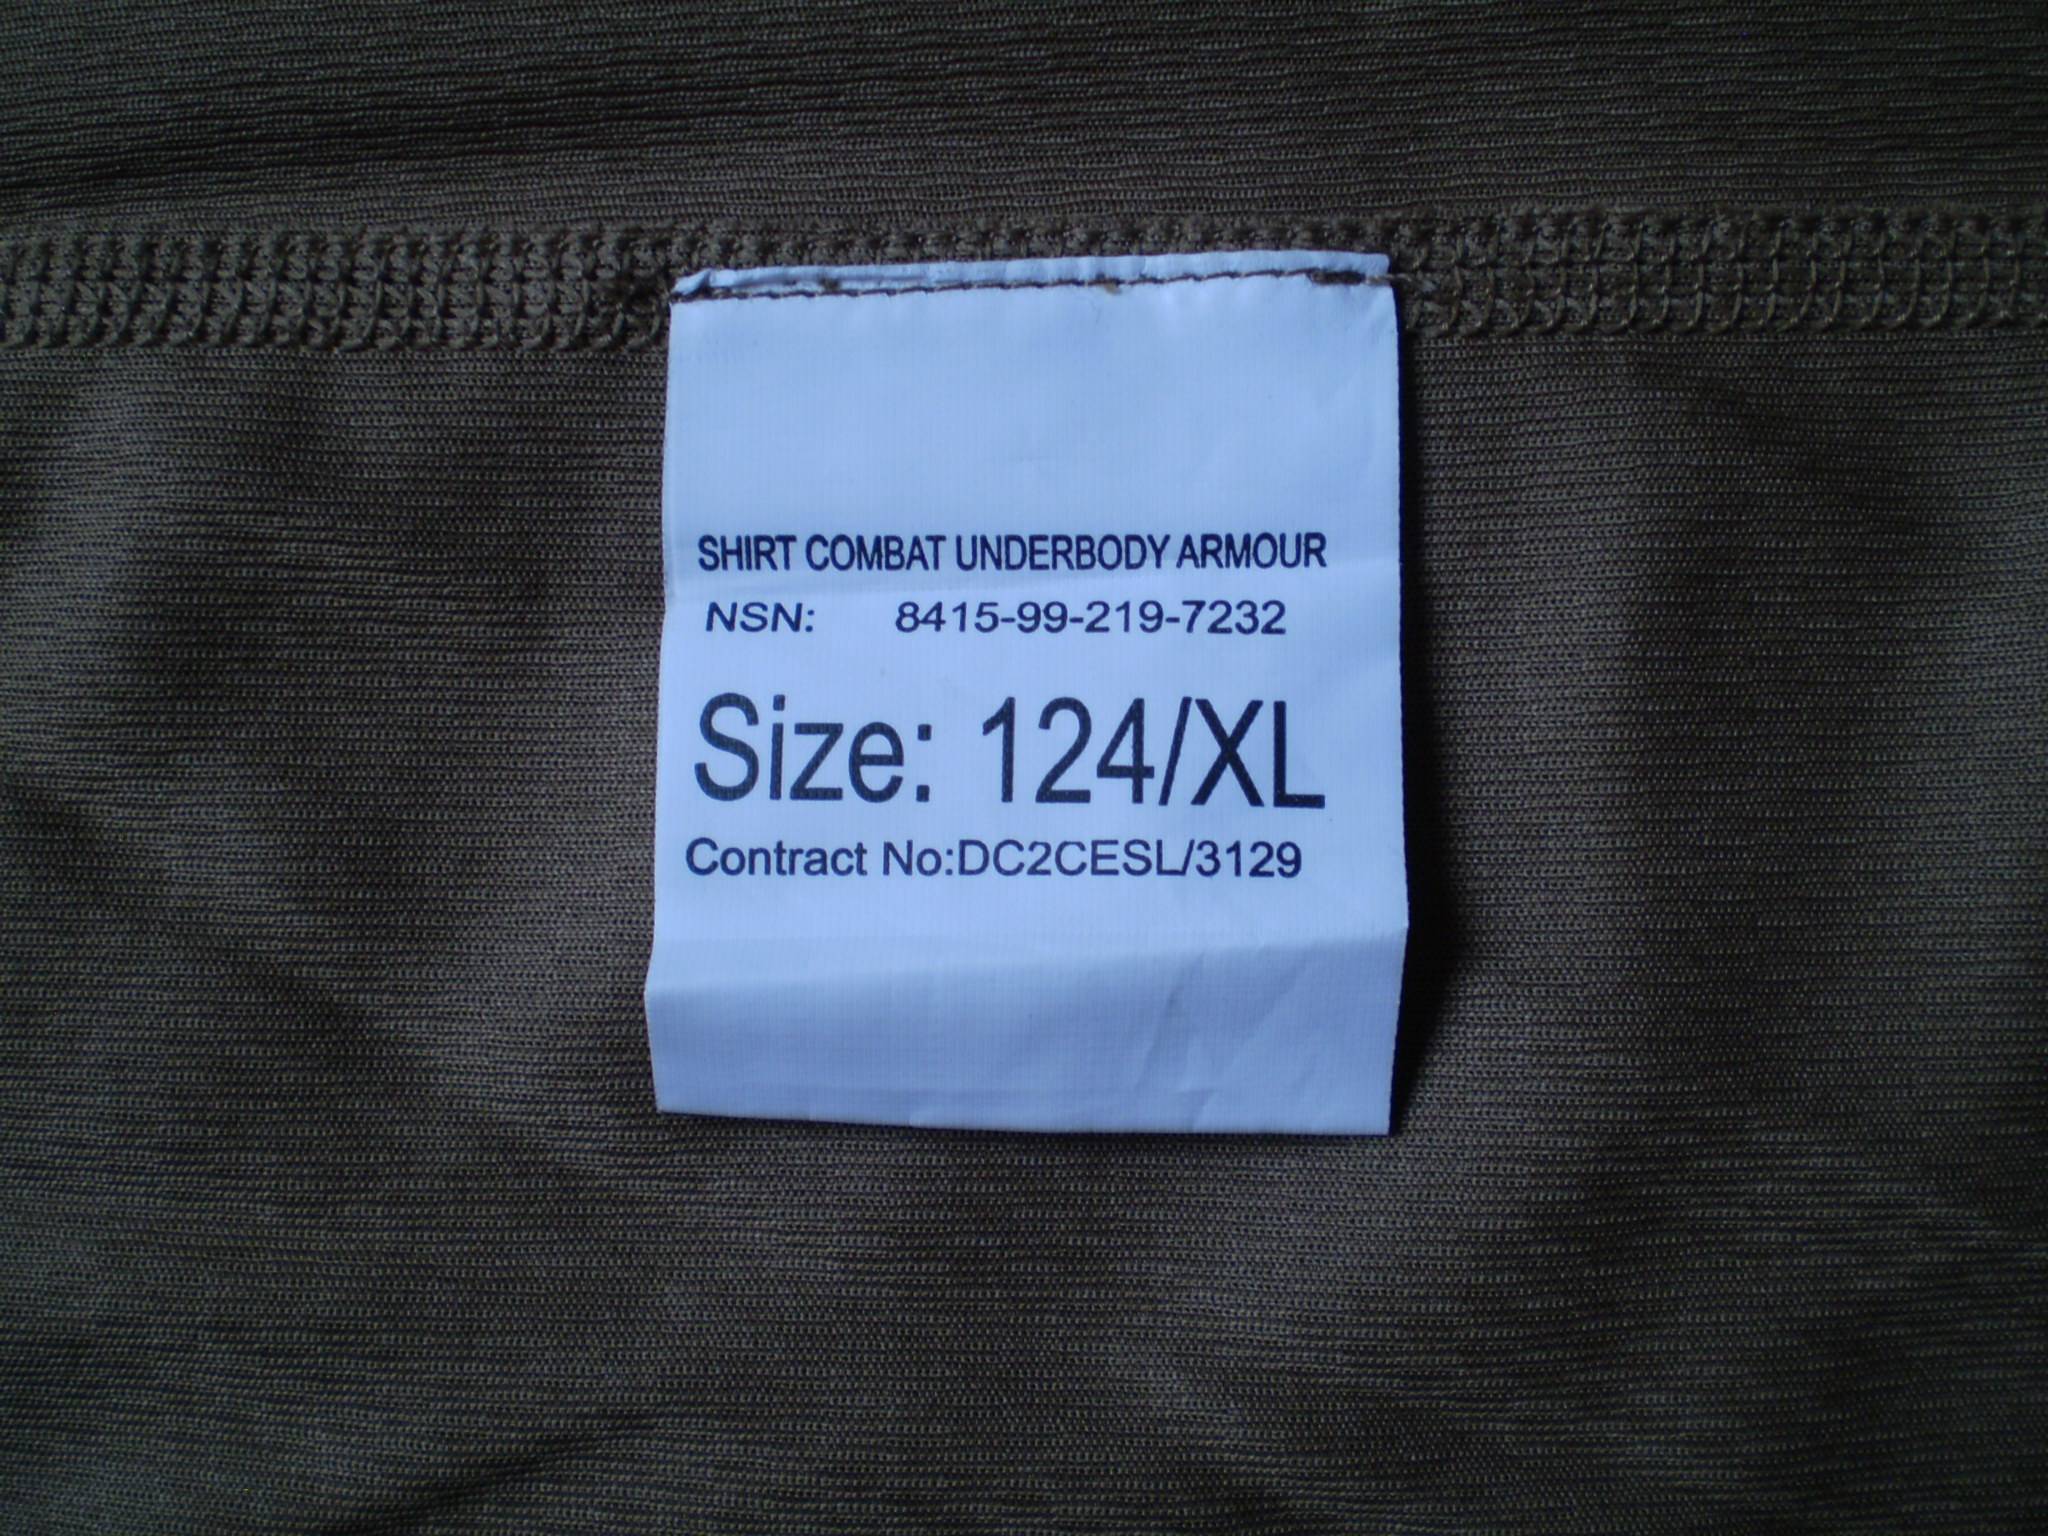 SHIRT COMBAT UNDERBODY ARMOUR
NSN: 8415-99-219-7232
Size: 124/XL
Contract No:DC2CESL/3129